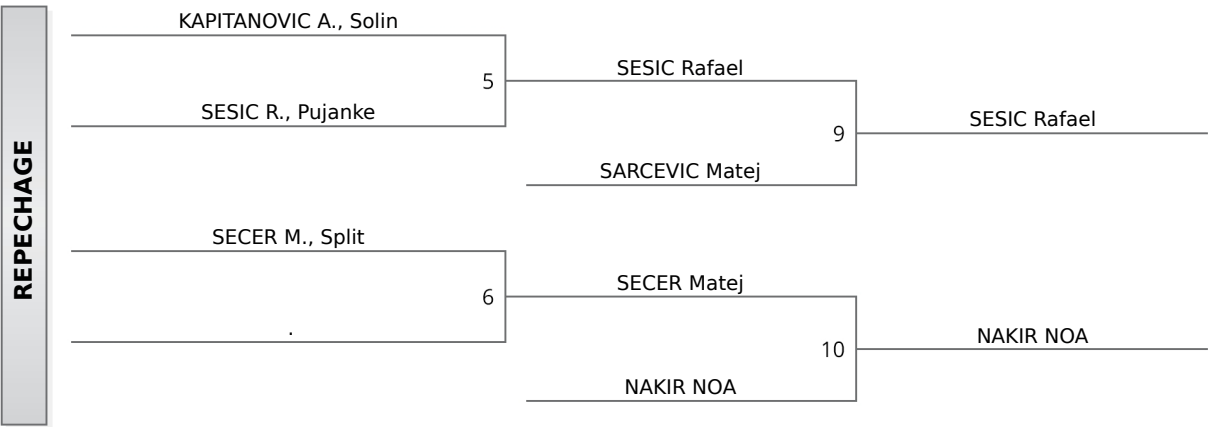 REPECHAGE
KAPITANOVIC A., Solin
5
SESIC R., Pujanke
SESIC Rafael
9
SARCEVIC Matej
SESIC Rafael
SECER M., Split
6
.
SECER Matej
10
NAKIR NOA
NAKIR NOA